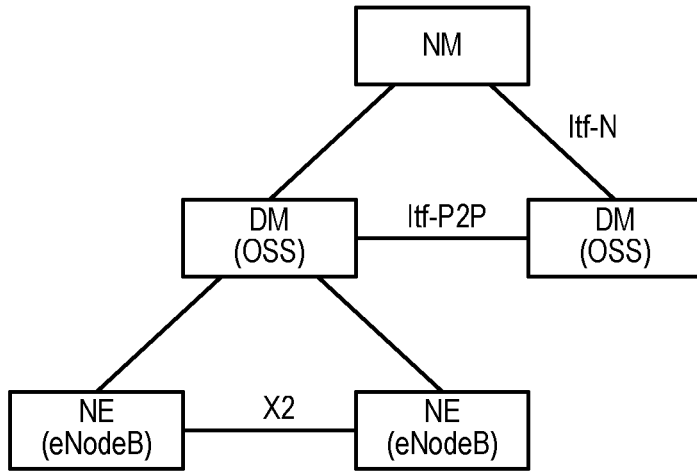 NM
Itf-N
DM
(OSS)
Itf-P2P
DM
(OSS)
NE
(eNodeB)
X2
NE
(eNodeB)